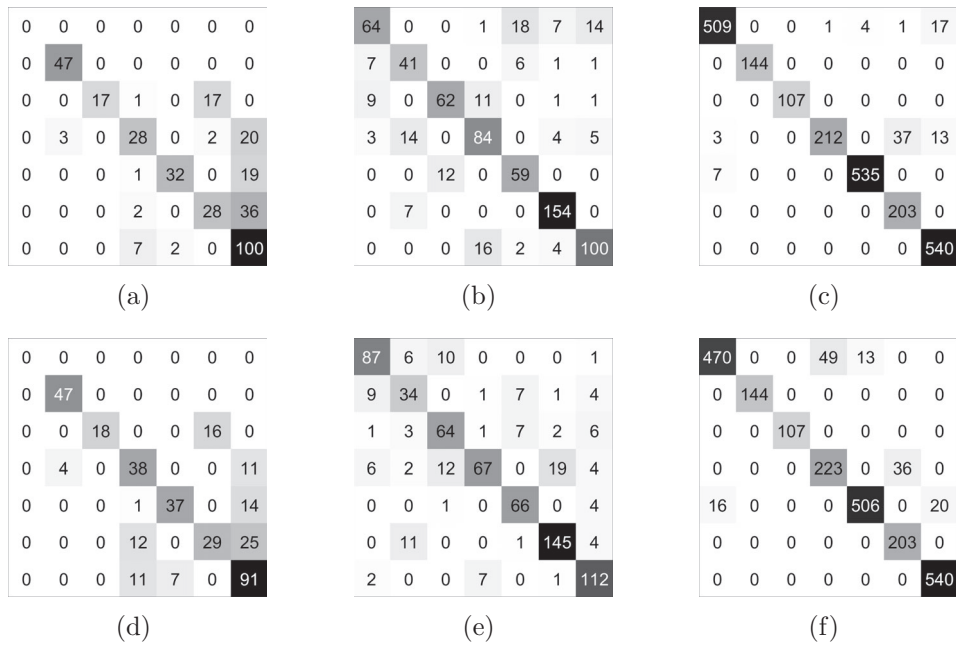 0 0 0 0 0 0 0
0 47 0 0 0 0 0
0 0 17 1 0 17 0
0 3 0 28 0 2 20
0 0 0 1 32 0 19
0 0 0 2 0 28 36
0 0 0 7 2 0 100
(a)
64 0 0 1 18 7 14
7 41 0 0 6 1 1
9 0 62 11 0 1 1
3 14 0 84 0 4 5
0 0 12 0 59 0 0
0 7 0 0 0 154 0
0 0 0 16 2 4 100
(b)
509 0 0 1 4 1 17
0 144 0 0 0 0 0
0 0 107 0 0 0 0
3 0 0 212 0 37 13
7 0 0 0 535 0 0
0 0 0 0 0 203 0
0 0 0 0 0 0 540
(c)
0 0 0 0 0 0 0
0 47 0 0 0 0 0
0 0 18 0 0 16 0
0 4 0 38 0 0 11
0 0 0 1 37 0 14
0 0 0 12 0 29 25
0 0 0 11 7 0 91
(d)
87 6 10 0 0 0 1
9 34 0 1 7 1 4
1 3 64 1 7 2 6
6 2 12 67 0 19 4
0 0 1 0 66 0 4
0 11 0 0 1 145 4
2 0 0 7 0 1 112
(e)
470 0 0 49 13 0 0
0 144 0 0 0 0 0
0 0 107 0 0 0 0
0 0 0 223 0 36 0
16 0 0 0 506 0 20
0 0 0 0 0 203 0
0 0 0 0 0 0 540
(f)